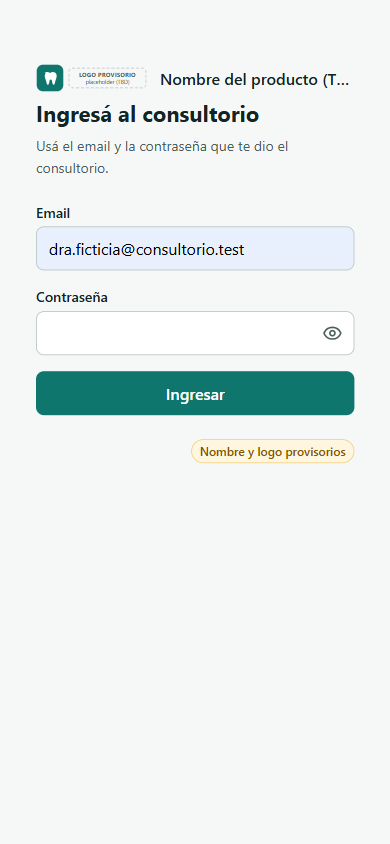 LOGO PROVISORIO
placeholder (TBD)
Nombre del producto (T...
Ingresá al consultorio
Usá el email y la contraseña que te dio el
consultorio.
Email
dra.ficticia@consultorio.test
Contraseña
Ingresar
Nombre y logo provisorios